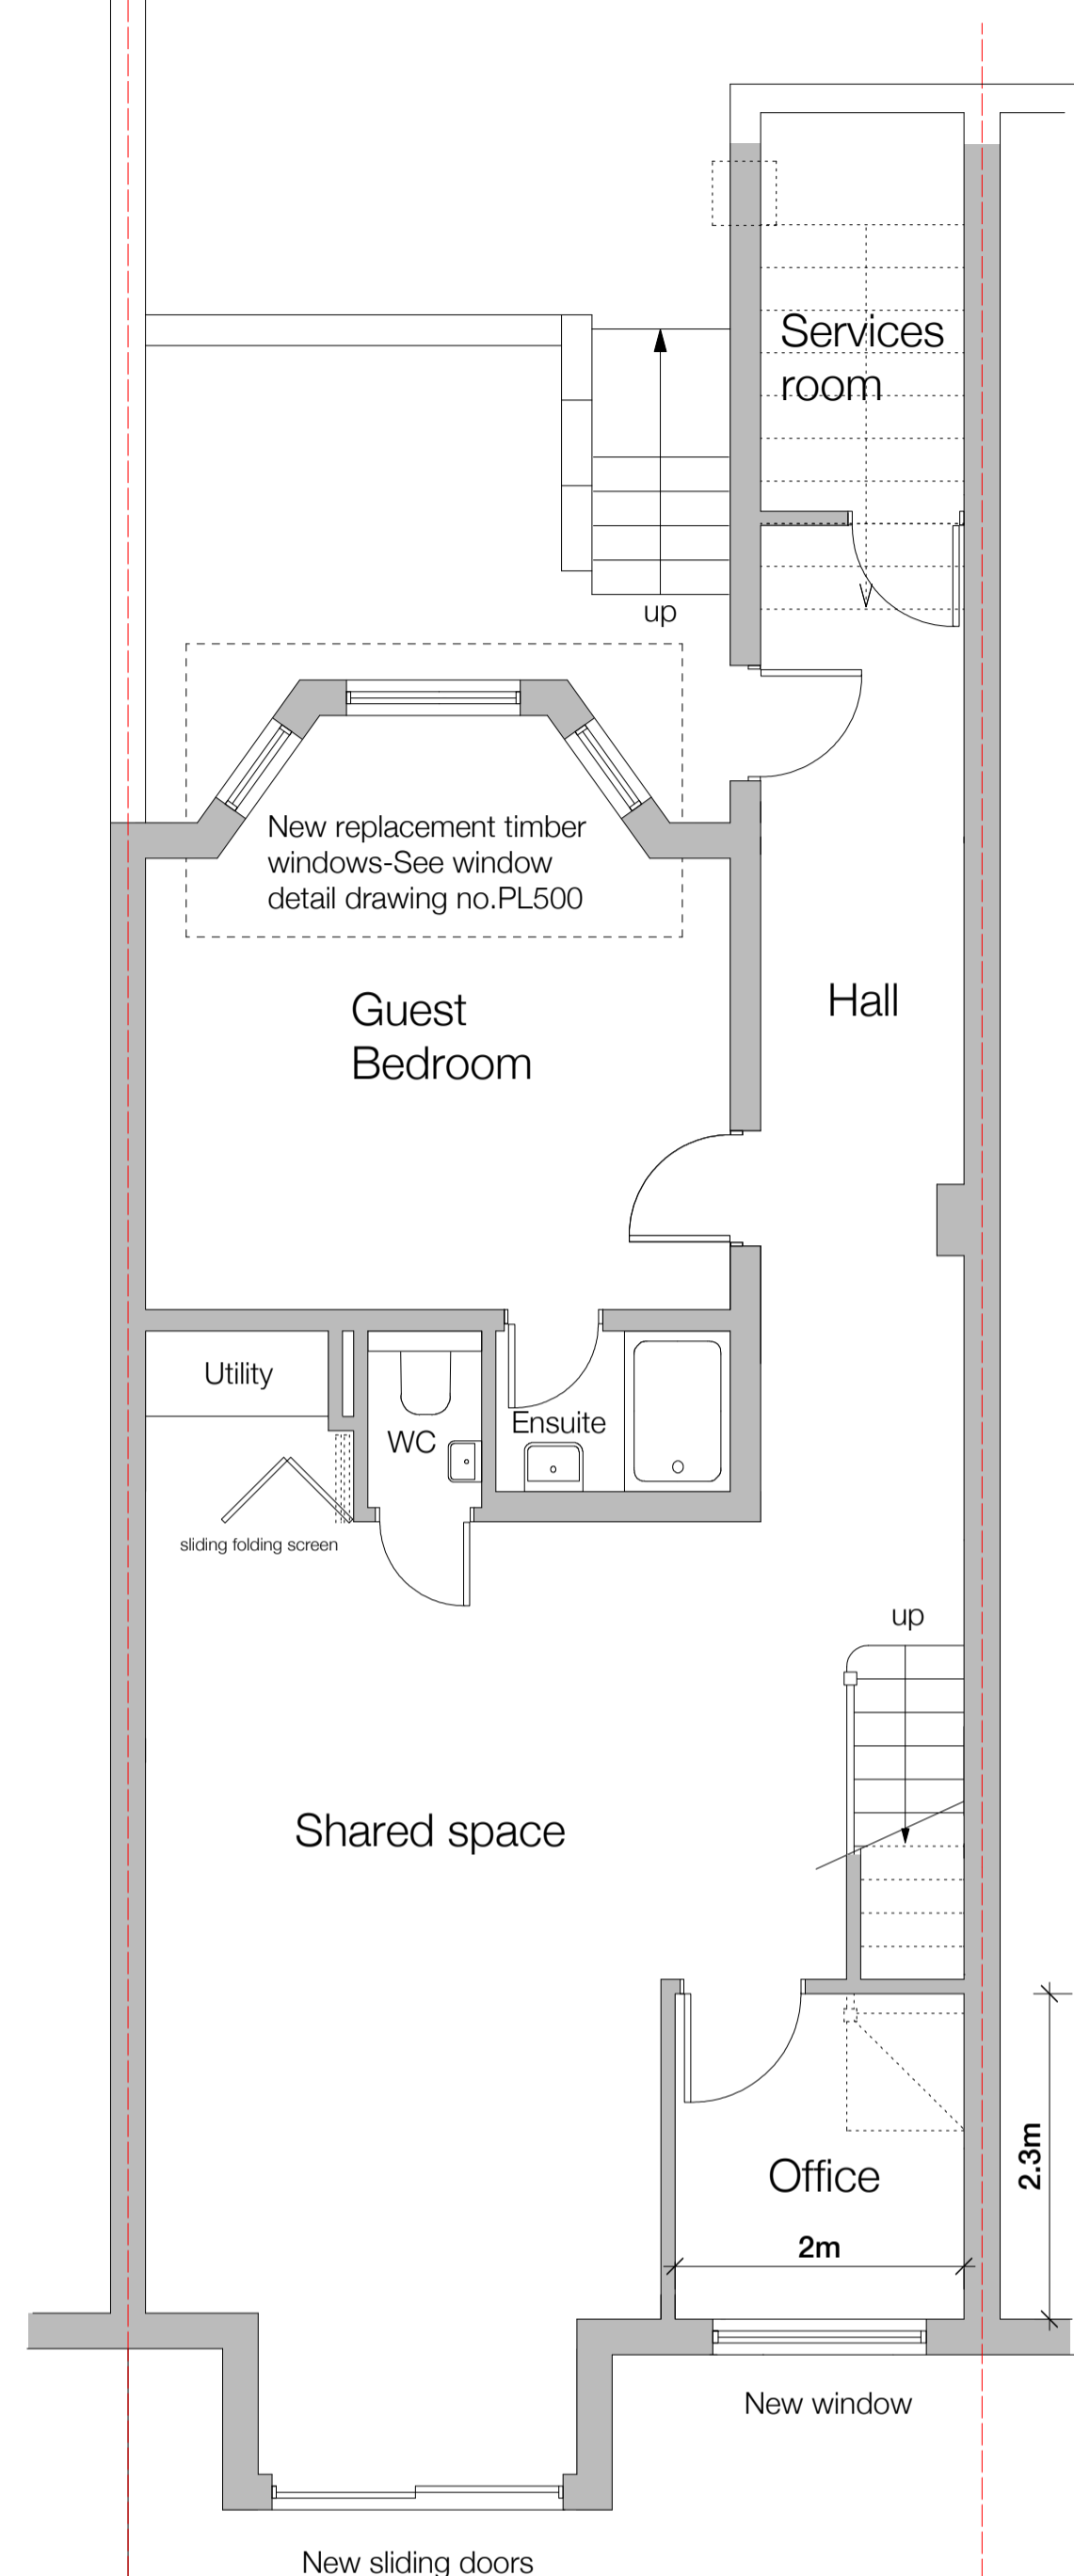 Services
room
up
New replacement timber
windows-See window
detail drawing no.PL500
Guest
Bedroom
Hall
Utility
WC
Ensuite
sliding folding screen
up
Shared space
Office
2.3m
2m
New window
New sliding doors